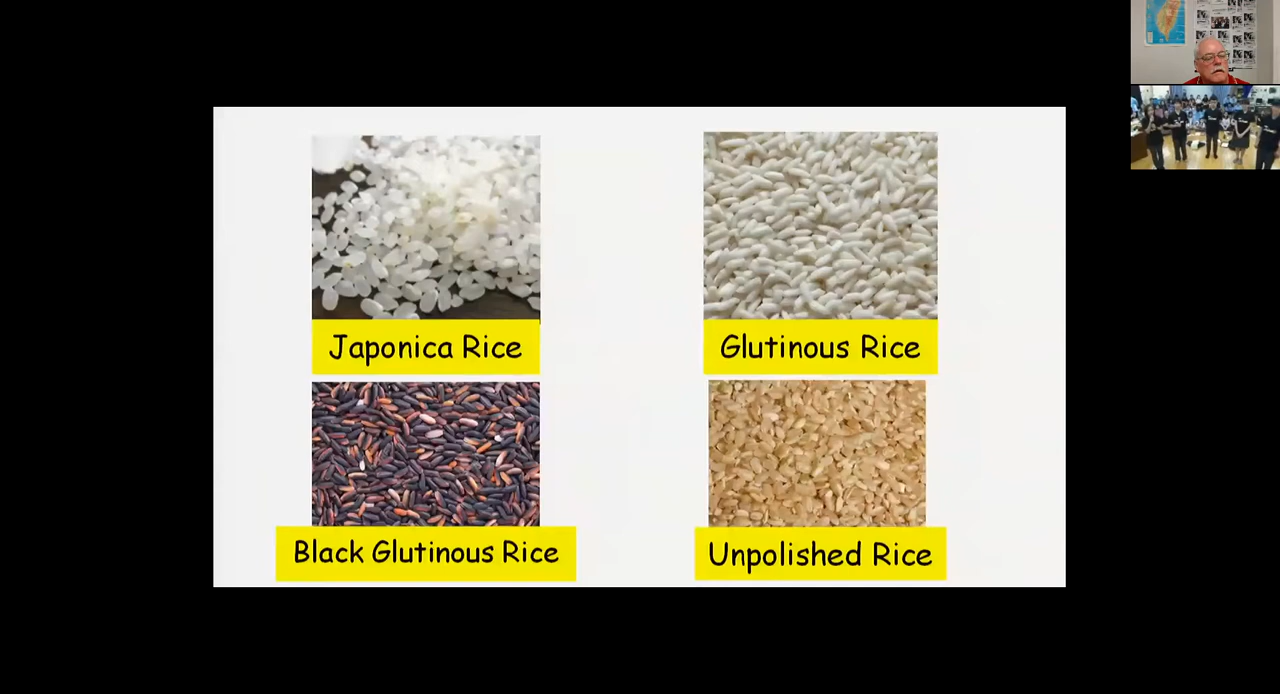 Japonica Rice
Glutinous Rice
Black Glutinous Rice
Unpolished Rice